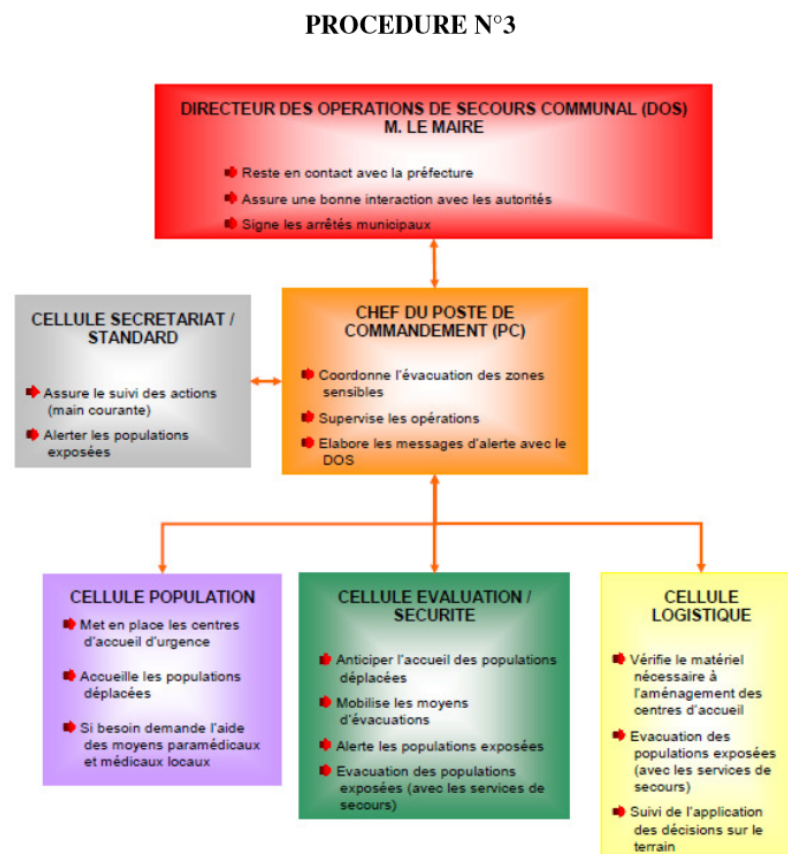 PROCEDURE N°3
DIRECTEUR DES OPERATIONS DE SECOURS COMMUNAL (DOS)
M. LE MAIRE
Reste en contact avec la préfecture
Assure une bonne interaction avec les autorités
Signe les arrêtés municipaux
CELLULE SECRETARIAT /
STANDARD
Assure le suivi des actions
(main courante)
Alerter les populations
exposées
CHEF DU POSTE DE
COMMANDEMENT (PC)
Coordonne l'évacuation des zones
sensibles
Supervise les opérations
Elabore les messages d'alerte avec le
DOS
CELLULE POPULATION
Met en place les centres
d'accueil d'urgence
Accueille les populations
déplacées
Si besoin demande l'aide
des moyens paramédicaux
et médicaux locaux
CELLULE EVALUATION /
SECURITE
Anticiper l'accueil des populations
déplacées
Mobilise les moyens
d'évacuations
Alerte les populations exposées
Evacuation des populations
exposées (avec les services de
secours)
CELLULE
LOGISTIQUE
Vérifie le matériel
nécessaire à
l'aménagement des
centres d'accueil
Evacuation des
populations exposées
(avec les services de
secours)
Suivi de l'application
des décisions sur le
terrain